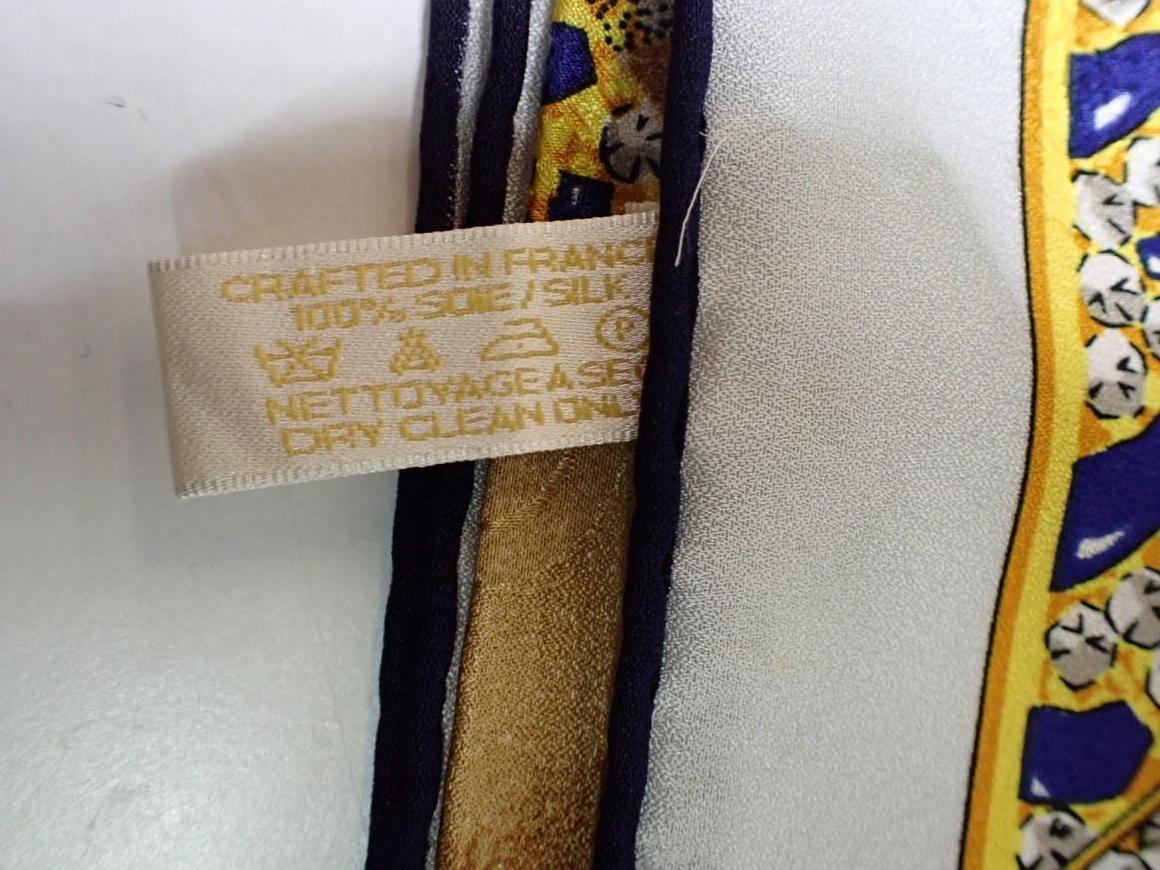 CRAFTED IN FRANC
100% SOIE / SILK
P
NETTOYAGE A SEC
DRY CLEAN ONL